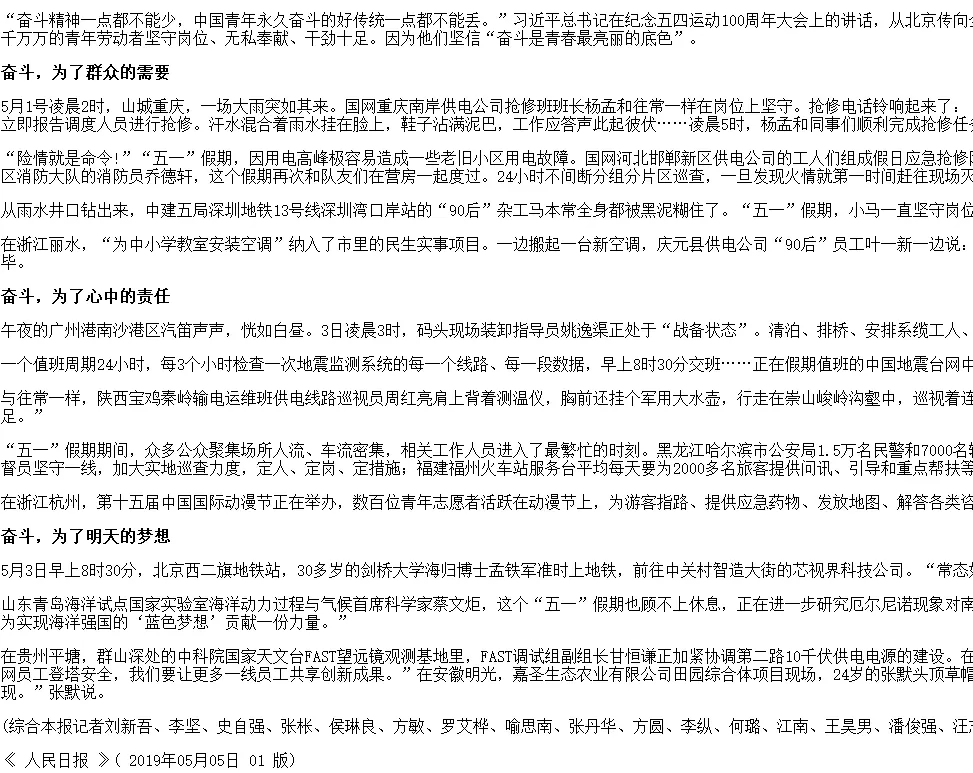 “奋斗精神一点都不能少，中国青年永久奋斗的好传统一点都不能丢。”习近平总书记在纪念五四运动100周年大会上的讲话，从北京传向全
千万万的青年劳动者坚守岗位、无私奉献、干劲十足。因为他们坚信“奋斗是青春最亮丽的底色”。
奋斗，为了群众的需要
5月1号凌晨2时，山城重庆，一场大雨突如其来。国网重庆南岸供电公司抢修班班长杨孟和往常一样在岗位上坚守。抢修电话铃响起来了：
立即报告调度人员进行抢修。汗水混合着雨水挂在脸上，鞋子沾满泥巴，工作应答声此起彼伏……凌晨5时，杨孟和同事们顺利完成抢修任务
“险情就是命令！”“五一”假期，因用电高峰极容易造成一些老旧小区用电故障。国网河北邯郸新区供电公司的工人们组成假日应急抢修
区消防大队的消防员乔德轩，这个假期再次和队友们在营房一起度过。24小时不间断分组分片区巡查，一旦发现火情就第一时间赶往现场灭
从雨水井口钻出来，中建五局深圳地铁13号线深圳湾口岸站的“90后”杂工马本常全身都被黑泥糊住了。“五一”假期，小马一直坚守岗位
在浙江丽水，“为中小学教室安装空调”纳入了市里的民生实事项目。一边搬起一台新空调，庆元县供电公司“90后”员工叶一新一边说：
毕。
奋斗，为了心中的责任
午夜的广州港南沙港区汽笛声声，恍如白昼。3日凌晨3时，码头现场装卸指导员姚逸渠正处于“战备状态”。清泊、排桥、安排系缆工人、
一个值班周期24小时，每3个小时检查一次地震监测系统的每一个线路、每一段数据，早上8时30分交班……正在假期值班的中国地震台网中
与往常一样，陕西宝鸡秦岭输电运维班供电线路巡视员周红亮肩上背着测温仪，胸前还挂个军用大水壶，行走在崇山峻岭沟壑中，巡视着连
足。”
“五一”假期期间，众多公众聚集场所人流、车流密集，相关工作人员进入了最繁忙的时刻。黑龙江哈尔滨市公安局1.5万名民警和7000名辅
督员坚守一线，加大实地巡查力度，定人、定岗、定措施；福建福州火车站服务台平均每天要为2000多名旅客提供问讯、引导和重点帮扶等
在浙江杭州，第十五届中国国际动漫节正在举办，数百位青年志愿者活跃在动漫节上，为游客指路、提供应急药物、发放地图、解答各类咨
奋斗，为了明天的梦想
5月3日早上8时30分，北京西二旗地铁站，30多岁的剑桥大学海归博士孟铁军准时上地铁，前往中关村智造大街的芯视界科技公司。“常态
山东青岛海洋试点国家实验室海洋动力过程与气候首席科学家蔡文炬，这个“五一”假期也顾不上休息，正在进一步研究厄尔尼诺现象对南
为实现海洋强国的‘蓝色梦想’贡献一份力量。”
在贵州平塘，群山深处的中科院国家天文台FAST望远镜观测基地里，FAST调试组副组长甘恒谦正加紧协调第二路10千伏供电电源的建设。在
网员工登塔安全，我们要让更多一线员工共享创新成果。”在安徽明光，嘉圣生态农业有限公司田园综合体项目现场，24岁的张默头顶草帽
现。”张默说。
(综合本报记者刘新吾、李坚、史自强、张枨、侯琳良、方敏、罗艾桦、喻思南、张丹华、方圆、李纵、何璐、江南、王昊男、潘俊强、汪志
《 人民日报 》( 2019年05月05日 01 版)